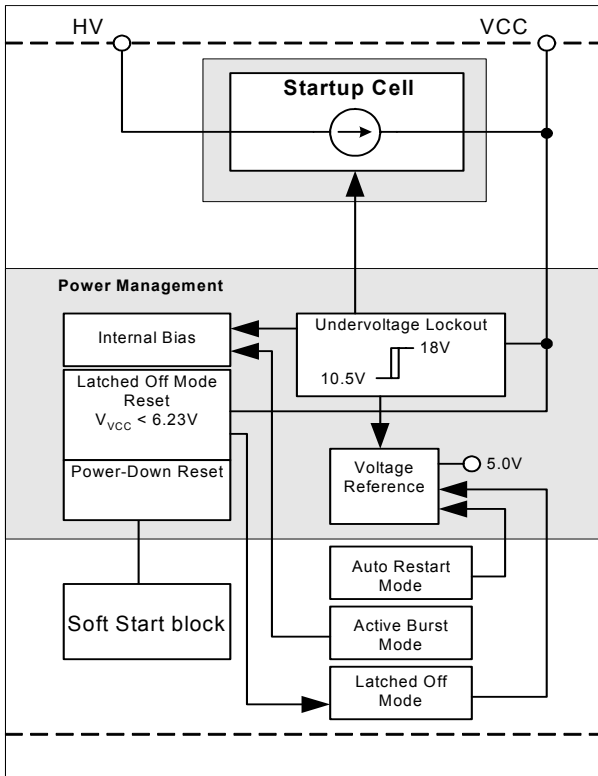 HV
VCC
Startup Cell
Power Management
Internal Bias
Undervoltage Lockout
18V
10.5V
Latched Off Mode
Reset
V_VCC < 6.23V
Power-Down Reset
Voltage
Reference
5.0V
Auto Restart
Mode
Soft Start block
Active Burst
Mode
Latched Off
Mode